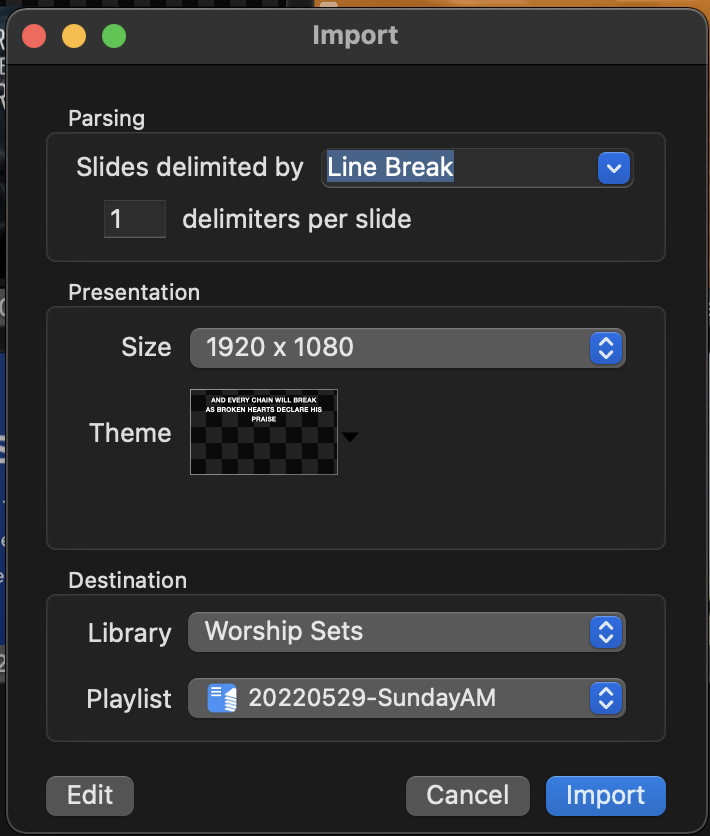 Import
Parsing
Slides delimited by Line Break
1 delimiters per slide
Presentation
Size 1920 x 1080
Theme
AND EVERY CHAIN WILL BREAK
AS BROKEN HEARTS DECLARE HIS
PRAISE
Destination
Library Worship Sets
Playlist 20220529-SundayAM
Edit Cancel Import